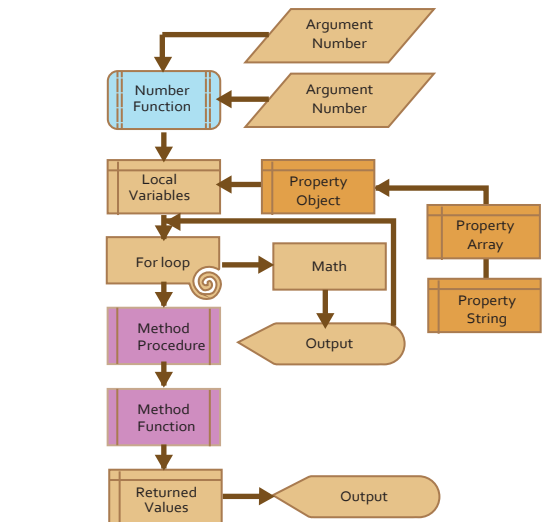 Argument
Number
Number
Function
Argument
Number
Local
Variables
Property
Object
Property
Array
For loop
Math
Property
String
Method
Procedure
Output
Method
Function
Returned
Values
Output